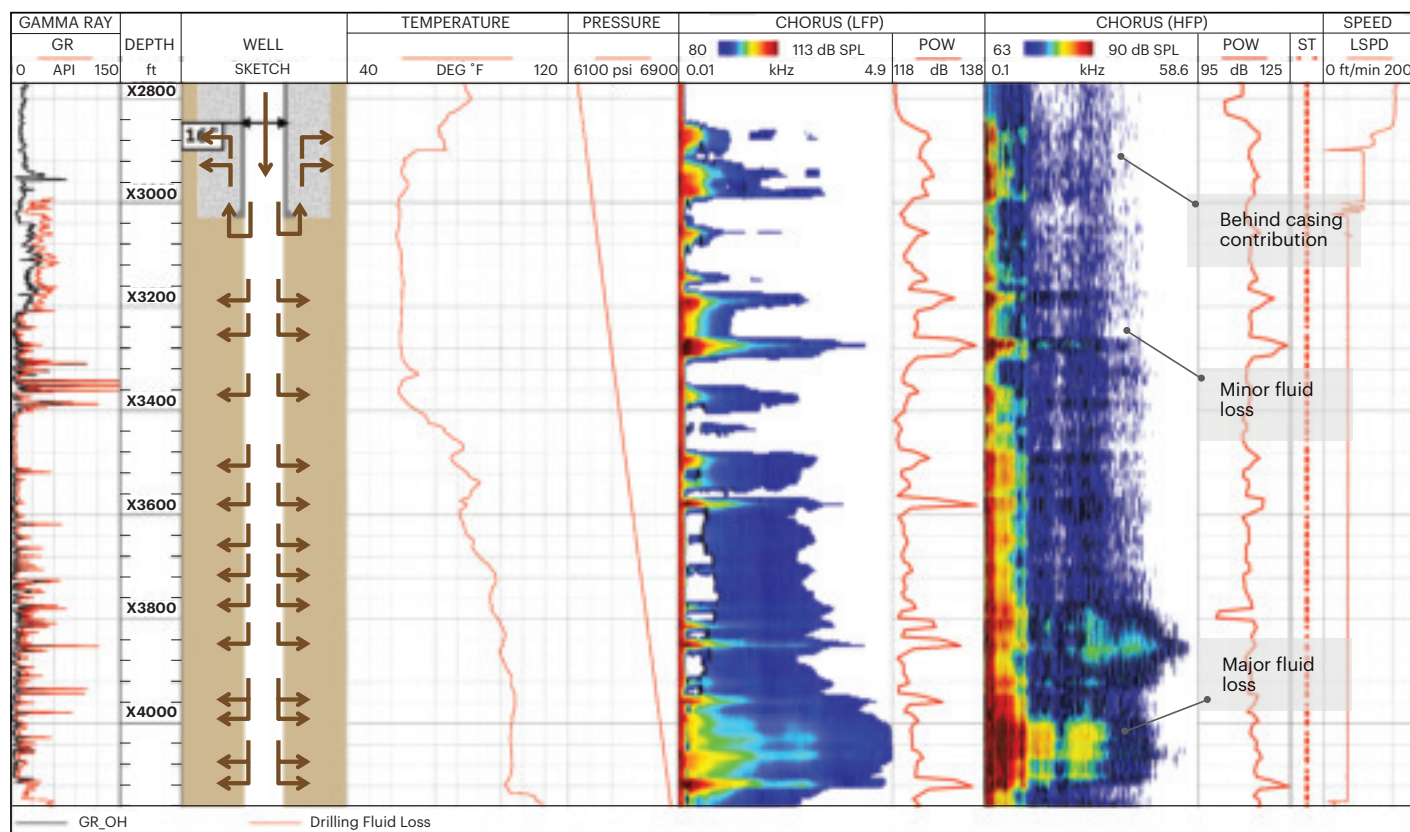 GAMMA RAY
TEMPERATURE
PRESSURE
CHORUS (LFP)
CHORUS (HFP)
SPEED
GR
DEPTH
WELL
80
113 dB SPL
POW
63
90 dB SPL
POW
ST
LSPD
0 API 150
ft
SKETCH
40 DEG °F 120
6100 psi 6900
0.01 kHz 4.9
118 dB 138
0.1 kHz 58.6
95 dB 125
0 ft/min 200
X2800
X3000
Behind casing
contribution
X3200
Minor fluid
loss
X3400
X3600
X3800
Major fluid
loss
X4000
GR_OH
Drilling Fluid Loss